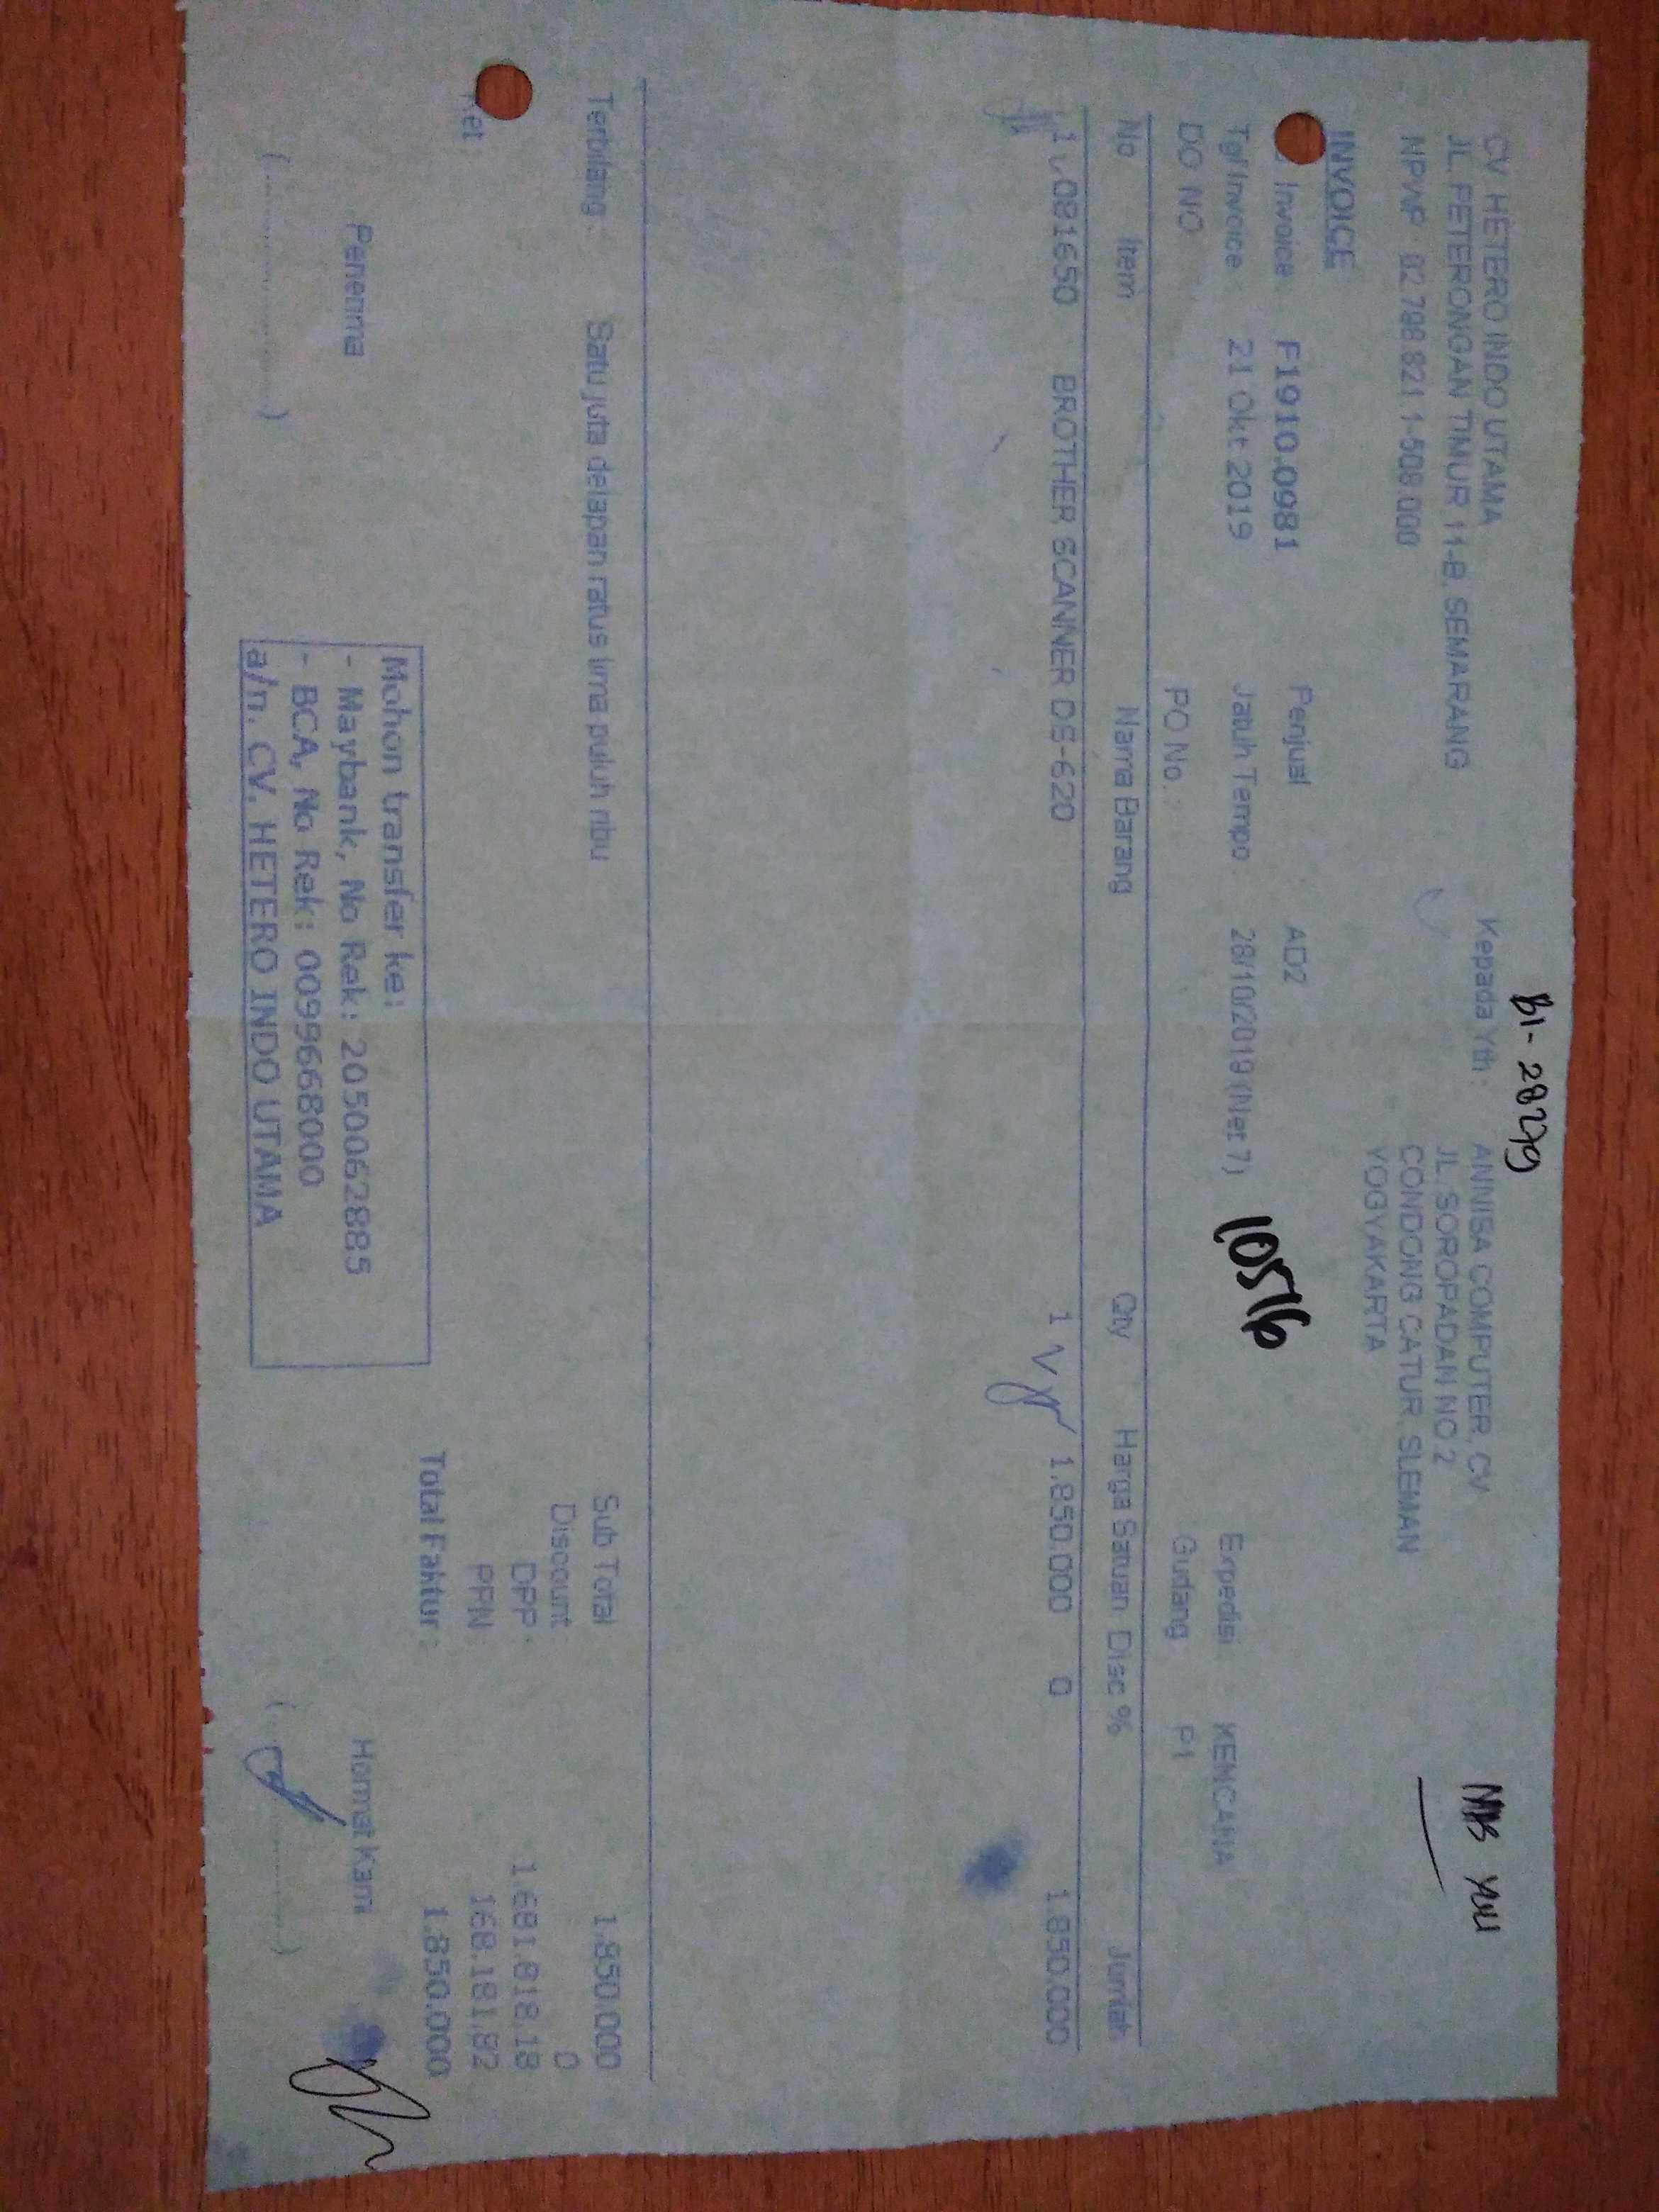 BI-28279
MB YUU
CV HETERO INDO UTAMA
JL. PETERONGAN TIMUR 11-B, SEMARANG
NPWP : 02.798.821.1-508.000
Kepada Yth : ANNISA COMPUTER, CV
JL. SOROPADAN NO 2
CONDONG CATUR, SLEMAN
YOGYAKARTA
INVOICE
Invoice : F1910.0981 Penjual AD2
Tgl Invoice : 21 Okt 2019 Jatuh Tempo : 28/10/2019 (Net 7) Expedisi : KENCANA
DO NO PO No. : Gudang P1
No Item Nama Barang Qty Harga Satuan Disc % Jumlah
1 081650 BROTHER SCANNER DS-620 1 1.850.000 0 1.850.000
Terbilang : Satu juta delapan ratus lima puluh ribu
Sub Total 1.850.000
Discount : 0
DPP : 1.681.818,18
PPN 168.181,82
Total Faktur : 1.850.000
Ket :
Mohon transfer ke:
- Maybank, No Rek: 2050062885
- BCA, No Rek: 0099668000
a/n. CV. HETERO INDO UTAMA
Penerima
Hormat Kami
(....................)
(....................)